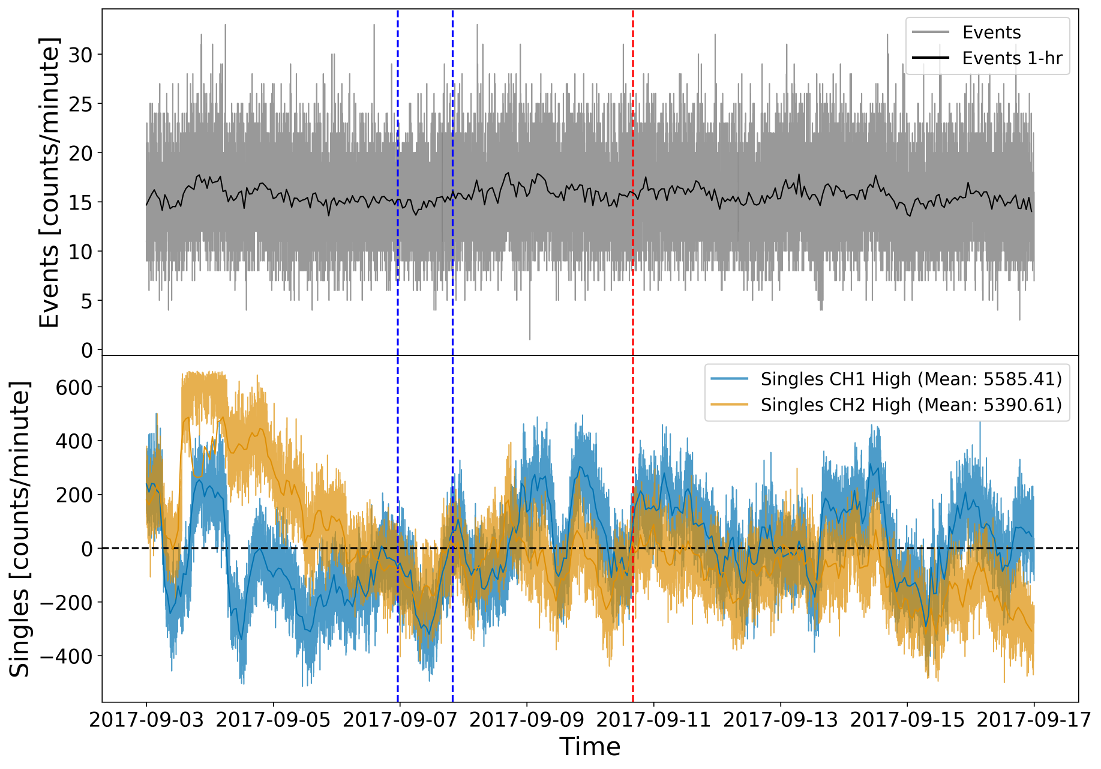 Events [counts/minute]
30
25
20
15
10
5
0
Events
Events 1-hr
Singles [counts/minute]
600
400
200
0
−200
−400
Singles CH1 High (Mean: 5585.41)
Singles CH2 High (Mean: 5390.61)
2017-09-03 2017-09-05 2017-09-07 2017-09-09 2017-09-11 2017-09-13 2017-09-15 2017-09-17
Time